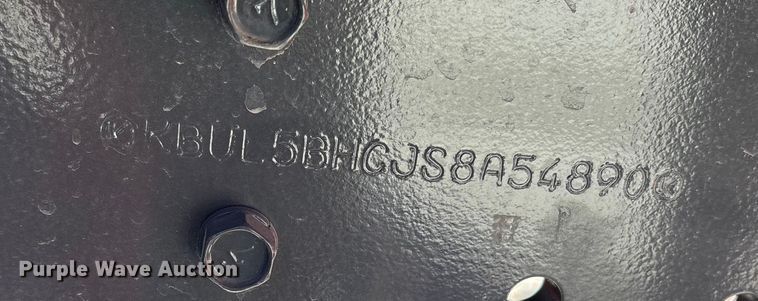 KBUL5BHCJS8A54890
Purple Wave Auction